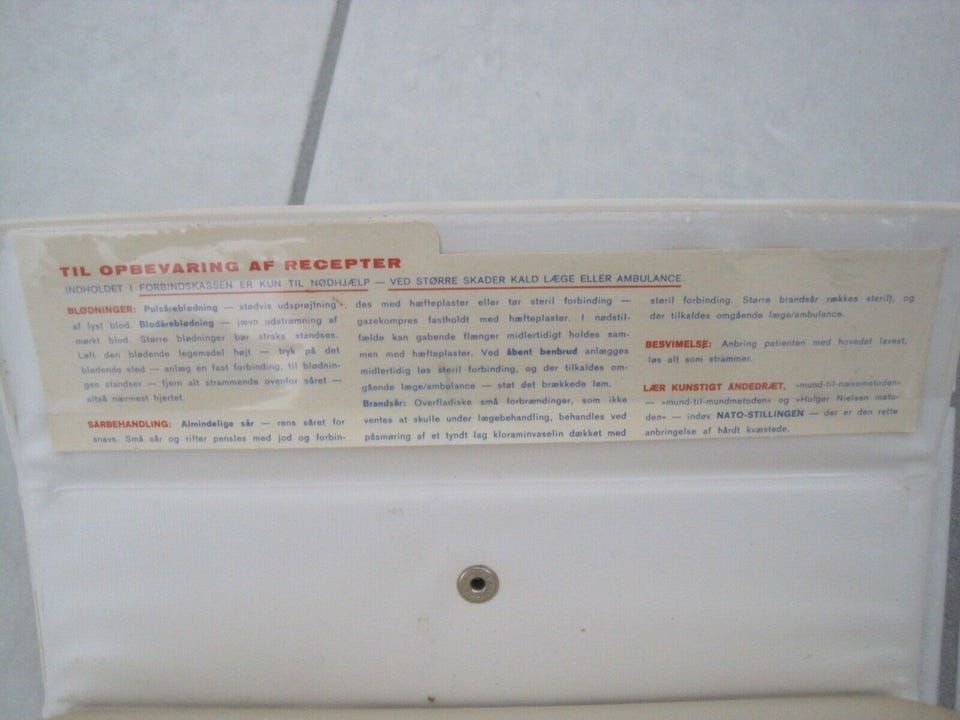 TIL OPBEVARING AF RECEPTER
INDHOLDET I FORBINDSKASSEN ER KUN TIL NØDHJÆLP — VED STØRRE SKADER KALD LÆGE ELLER AMBULANCE.
BLØDNINGER: Pulsåreblødning — stødvis udsprøjtning
af lyst blod. Blodåreblødning — jævn udstrømning af
mørkt blod. Større blødninger bør straks standses.
Løft den blødende legemsdel højt — tryk på det
blødende sted — anlæg en fast forbinding, til blødnin-
gen standser — fjern alt strammende ovenfor såret —
altså nærmest hjertet.
SÅRBEHANDLING: Almindelige sår — rens såret for
snavs. Små sår og rifter pensles med jod og forbin-
des med hæfteplaster eller tør steril forbinding —
gazekompres fastholdt med hæfteplaster. I nødstil-
fælde kan gabende flænger midlertidigt holdes sam-
men med hæfteplaster. Ved åbent benbrud anlægges
midlertidig løs steril forbinding, og der tilkaldes om-
gående læge/ambulance — støt det brækkede lem.
Brandsår: Overfladiske små forbrændinger, som ikke
ventes at skulle under lægebehandling, behandles ved
påsmøring af et tyndt lag kloraminvaselin dækket med
steril forbinding. Større brandsår dækkes sterilt, og
der tilkaldes omgående læge/ambulance.
BESVIMELSE: Anbring patienten med hovedet lavest,
løs alt som strammer.
LÆR KUNSTIGT ÅNDEDRÆT, »mund-til-næsemetoden«
— »mund-til-mundmetoden« og »Holger Nielsen meto-
den« — indøv NATO-STILLINGEN — der er den rette
anbringelse af hårdt kvæstede.